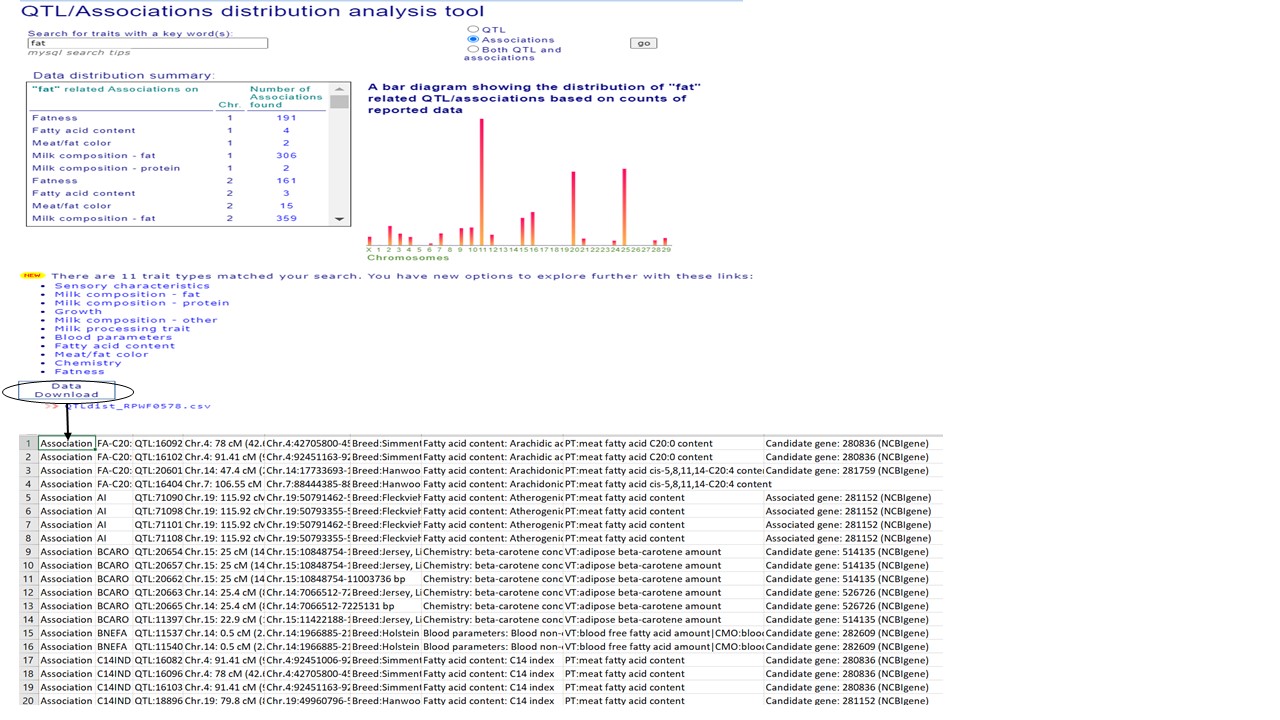 QTL/Associations distribution analysis tool
Search for traits with a key word(s):
fat
mysql search tips
QTL
Associations
Both QTL and
associations
go
Data distribution summary:
"fat" related Associations on Chr. Number of Associations found
Fatness 1 191
Fatty acid content 1 4
Meat/fat color 1 2
Milk composition - fat 1 306
Milk composition - protein 1 2
Fatness 2 161
Fatty acid content 2 3
Meat/fat color 2 15
Milk composition - fat 2 359
A bar diagram showing the distribution of "fat"
related QTL/associations based on counts of
reported data
X 1 2 3 4 5 6 7 8 9 10 11 12 13 14 15 16 17 18 19 20 21 22 23 24 25 26 27 28 29
Chromosomes
NEW There are 11 trait types matched your search. You have new options to explore further with these links:
Sensory characteristics
Milk composition - fat
Milk composition - protein
Growth
Milk composition - other
Milk processing trait
Blood parameters
Fatty acid content
Meat/fat color
Chemistry
Fatness
Data
Download
>> QTLdist_RPWF0578.csv
1 Association FA-C20: QTL:16092 Chr.4: 78 cM (42. Chr.4:42705800-45 Breed:Simment Fatty acid content: Arachidic ac PT:meat fatty acid C20:0 content Candidate gene: 280836 (NCBIgene)
2 Association FA-C20: QTL:16102 Chr.4: 91.41 cM (9 Chr.4:92451163-92 Breed:Simment Fatty acid content: Arachidic ac PT:meat fatty acid C20:0 content Candidate gene: 280836 (NCBIgene)
3 Association FA-C20: QTL:20601 Chr.14: 47.4 cM (2 Chr.14:17733693-1 Breed:Hanwoo Fatty acid content: Arachidonic PT:meat fatty acid cis-5,8,11,14-C20:4 conten Candidate gene: 281759 (NCBIgene)
4 Association FA-C20: QTL:16404 Chr.7: 106.55 cM Chr.7:88444385-88 Breed:Hanwoo Fatty acid content: Arachidonic PT:meat fatty acid cis-5,8,11,14-C20:4 content
5 Association AI QTL:71090 Chr.19: 115.92 cM Chr.19:50791462-5 Breed:Fleckvieh Fatty acid content: Atherogenic PT:meat fatty acid content Associated gene: 281152 (NCBIgene)
6 Association AI QTL:71098 Chr.19: 115.92 cM Chr.19:50793355-5 Breed:Fleckvieh Fatty acid content: Atherogenic PT:meat fatty acid content Associated gene: 281152 (NCBIgene)
7 Association AI QTL:71101 Chr.19: 115.92 cM Chr.19:50791462-5 Breed:Fleckvieh Fatty acid content: Atherogenic PT:meat fatty acid content Associated gene: 281152 (NCBIgene)
8 Association AI QTL:71108 Chr.19: 115.92 cM Chr.19:50793355-5 Breed:Fleckvieh Fatty acid content: Atherogenic PT:meat fatty acid content Associated gene: 281152 (NCBIgene)
9 Association BCARO QTL:20654 Chr.15: 25 cM (14 Chr.15:10848754-1 Breed:Jersey, Li Chemistry: beta-carotene conc VT:adipose beta-carotene amount Candidate gene: 514135 (NCBIgene)
10 Association BCARO QTL:20657 Chr.15: 25 cM (14 Chr.15:10848754-1 Breed:Jersey, Li Chemistry: beta-carotene conc VT:adipose beta-carotene amount Candidate gene: 514135 (NCBIgene)
11 Association BCARO QTL:20662 Chr.15: 25 cM (14 Chr.15:10848754-11003736 bp Chemistry: beta-carotene conc VT:adipose beta-carotene amount Candidate gene: 514135 (NCBIgene)
12 Association BCARO QTL:20663 Chr.14: 25.4 cM (8 Chr.14:7066512-72 Breed:Jersey, Li Chemistry: beta-carotene conc VT:adipose beta-carotene amount Candidate gene: 526726 (NCBIgene)
13 Association BCARO QTL:20665 Chr.14: 25.4 cM (8 Chr.14:7066512-7225131 bp Chemistry: beta-carotene conc VT:adipose beta-carotene amount Candidate gene: 526726 (NCBIgene)
14 Association BCARO QTL:11397 Chr.15: 22.9 cM (1 Chr.15:11422188-1 Breed:Jersey, Li Chemistry: beta-carotene conc VT:adipose beta-carotene amount Candidate gene: 514135 (NCBIgene)
15 Association BNEFA QTL:11537 Chr.14: 0.5 cM (2. Chr.14:1966885-21 Breed:Holstein Blood parameters: Blood non-e VT:blood free fatty acid amount|CMO:bloo Candidate gene: 282609 (NCBIgene)
16 Association BNEFA QTL:11540 Chr.14: 0.5 cM (2. Chr.14:1966885-21 Breed:Holstein Blood parameters: Blood non-e VT:blood free fatty acid amount|CMO:bloo Candidate gene: 282609 (NCBIgene)
17 Association C14IND QTL:16082 Chr.4: 91.41 cM (9 Chr.4:92451006-92 Breed:Simment Fatty acid content: C14 index PT:meat fatty acid content Candidate gene: 280836 (NCBIgene)
18 Association C14IND QTL:16096 Chr.4: 78 cM (42. Chr.4:42705800-45 Breed:Simment Fatty acid content: C14 index PT:meat fatty acid content Candidate gene: 280836 (NCBIgene)
19 Association C14IND QTL:16103 Chr.4: 91.41 cM (9 Chr.4:92451163-92 Breed:Simment Fatty acid content: C14 index PT:meat fatty acid content Candidate gene: 280836 (NCBIgene)
20 Association C14IND QTL:18896 Chr.19: 79.8 cM (4 Chr.19:49960796-5 Breed:Simment Fatty acid content: C14 index PT:meat fatty acid content Candidate gene: 281152 (NCBIgene)